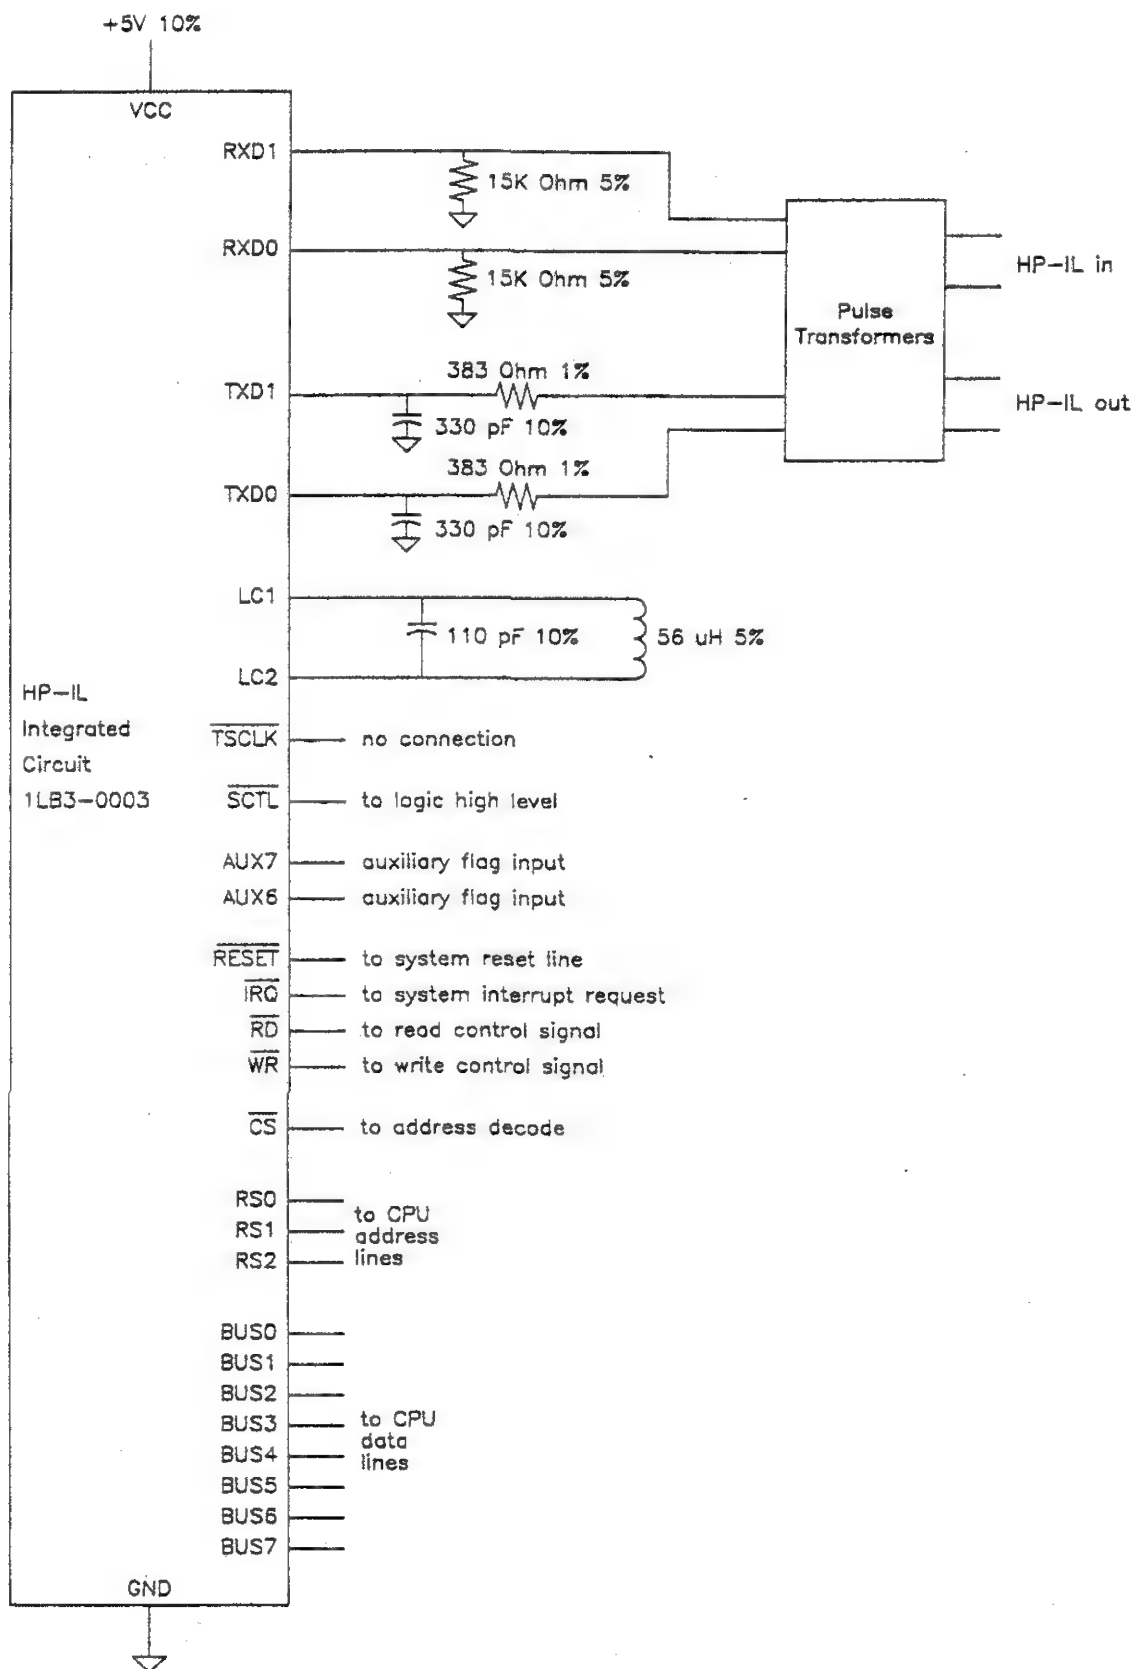 +5V 10%
VCC
RXD1
15K Ohm 5%
RXD0
15K Ohm 5%
HP-IL in
Pulse
Transformers
383 Ohm 1%
TXD1
330 pF 10%
HP-IL out
383 Ohm 1%
TXD0
330 pF 10%
LC1
110 pF 10%
56 uH 5%
LC2
HP-IL
Integrated
Circuit
1LB3-0003
TSCLK
no connection
SCTL
to logic high level
AUX7
auxiliary flag input
AUX6
auxiliary flag input
RESET
to system reset line
IRQ
to system interrupt request
RD
to read control signal
WR
to write control signal
CS
to address decode
RS0
RS1
RS2
to CPU
address
lines
BUS0
BUS1
BUS2
BUS3
BUS4
BUS5
BUS6
BUS7
to CPU
data
lines
GND